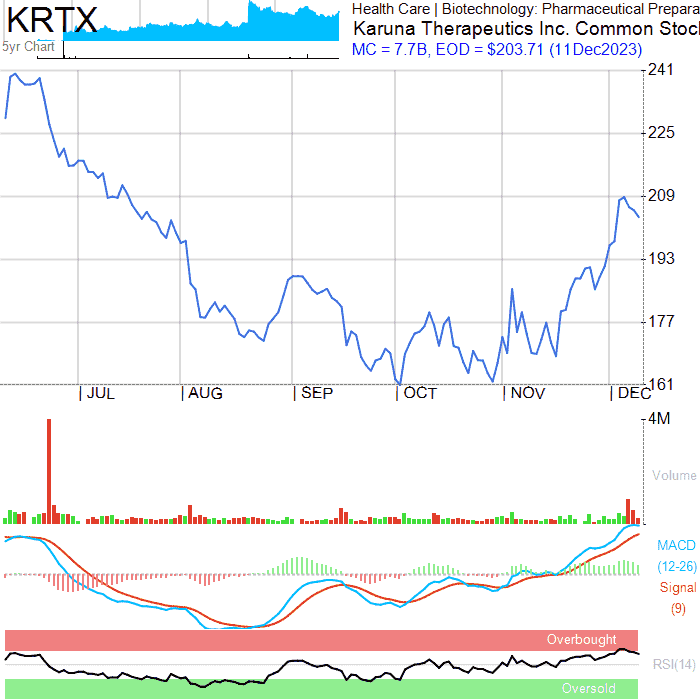 KRTX
5yr Chart
Health Care | Biotechnology: Pharmaceutical Prepara
Karuna Therapeutics Inc. Common Stoc
MC = 7.7B, EOD = $203.71 (11Dec2023)
241
225
209
193
177
161
| JUL | AUG | SEP | OCT | NOV | DEC
4M
Volume
MACD
(12-26)
Signal
(9)
Overbought
RSI(14)
Oversold